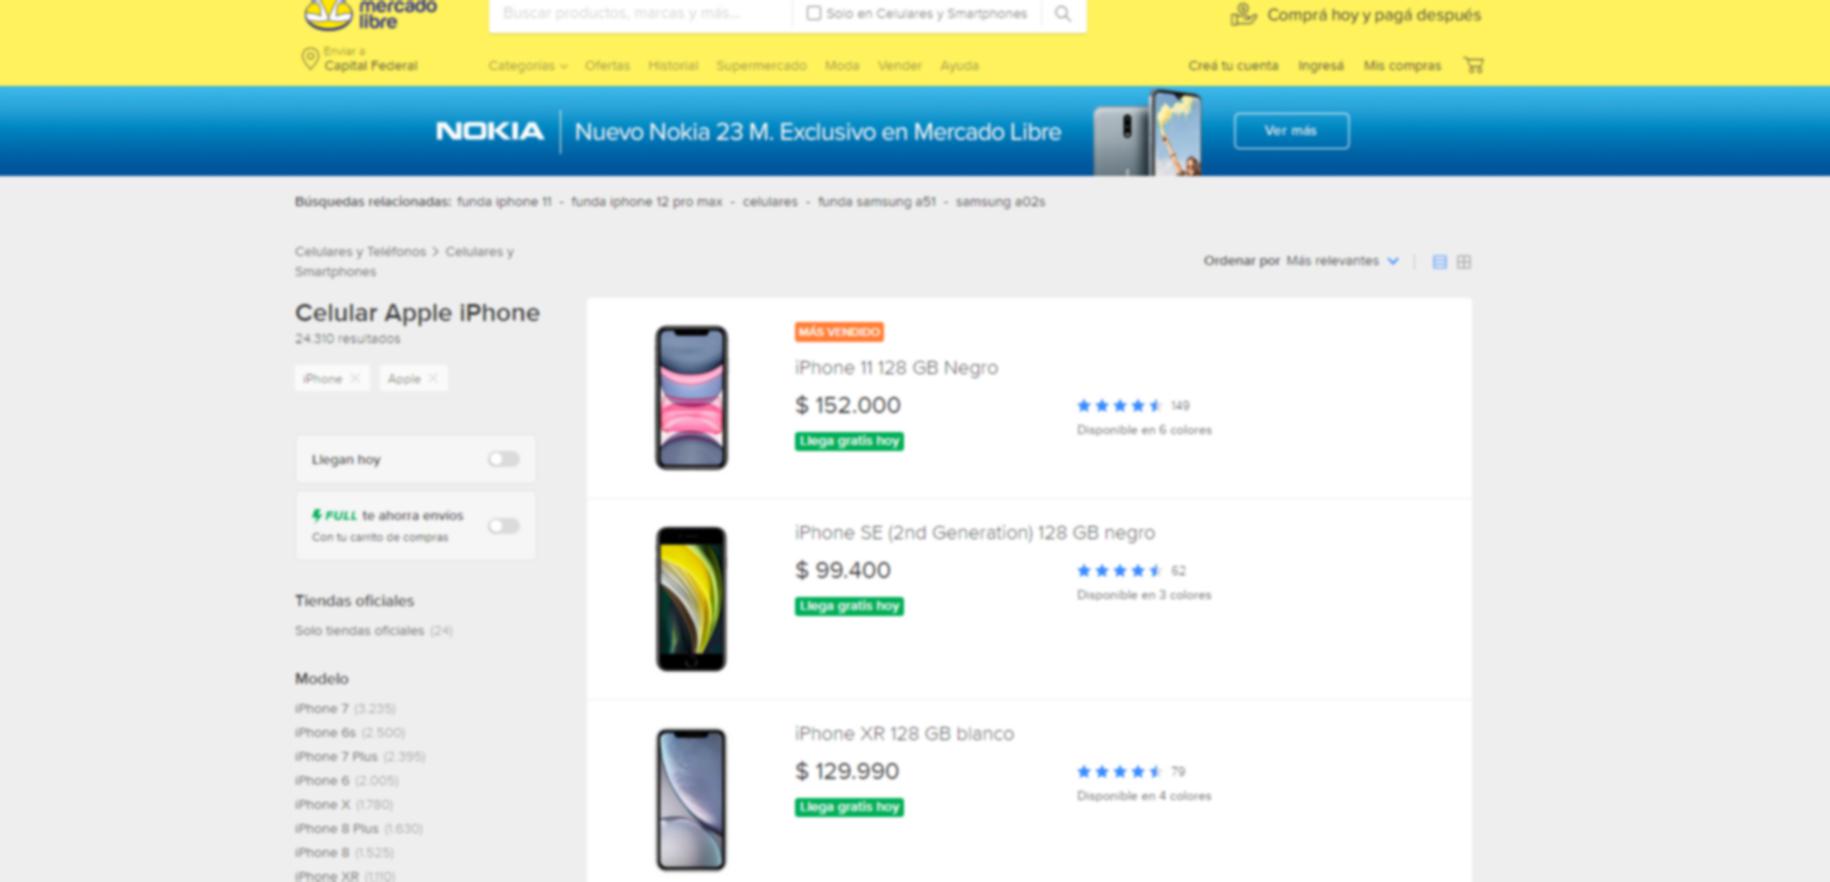 mercado
libre
Buscar productos, marcas y más...
Solo en Celulares y Smartphones
Comprá hoy y pagá después
Enviar a
Capital Federal
Categorías
Ofertas
Historial
Supermercado
Moda
Vender
Ayuda
Creá tu cuenta
Ingresá
Mis compras
NOKIA
Nuevo Nokia 23 M. Exclusivo en Mercado Libre
Ver más
Búsquedas relacionadas: funda iphone 11 - funda iphone 12 pro max - celulares - funda samsung a51 - samsung a02s
Celulares y Teléfonos > Celulares y
Smartphones
Ordenar por Más relevantes
Celular Apple iPhone
24.310 resultados
iPhone
Apple
Llegan hoy
FULL te ahorra envíos
Con tu carrito de compras
Tiendas oficiales
Solo tiendas oficiales (24)
Modelo
iPhone 7 (3.235)
iPhone 6s (2.500)
iPhone 7 Plus (2.395)
iPhone 6 (2.005)
iPhone X (1.780)
iPhone 8 Plus (1.630)
iPhone 8 (1.525)
iPhone XR (1.110)
MÁS VENDIDO
iPhone 11 128 GB Negro
$ 152.000
149
Llega gratis hoy
Disponible en 6 colores
iPhone SE (2nd Generation) 128 GB negro
$ 99.400
62
Llega gratis hoy
Disponible en 3 colores
iPhone XR 128 GB blanco
$ 129.990
79
Llega gratis hoy
Disponible en 4 colores